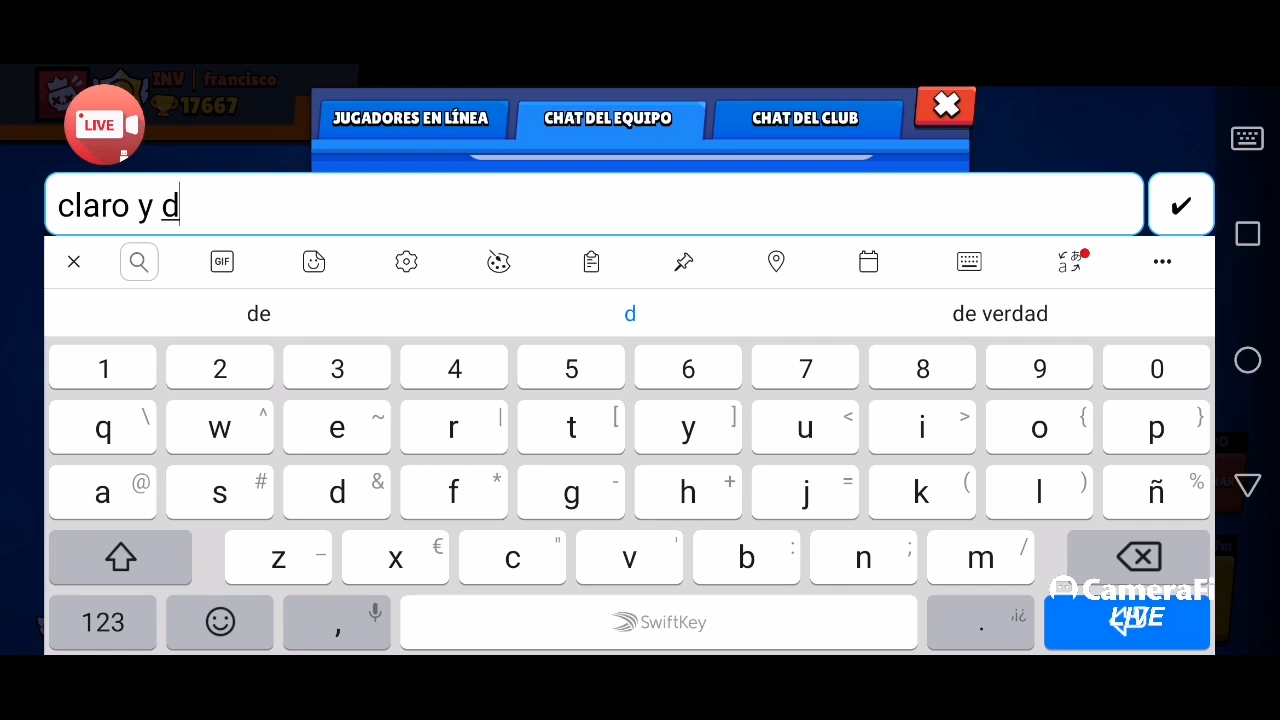 INV | francisco
17667
LIVE
JUGADORES EN LÍNEA
CHAT DEL EQUIPO
CHAT DEL CLUB
claro y d
GIF
de
d
de verdad
1 2 3 4 5 6 7 8 9 0
q \ w ^ e ~ r | t [ y ] u < i > o { p }
a @ s # d & f * g - h + j = k ( l ) ñ %
z _ x € c " v ' b : n ; m /
CameraFi
LIVE
123 , SwiftKey . ,!¿